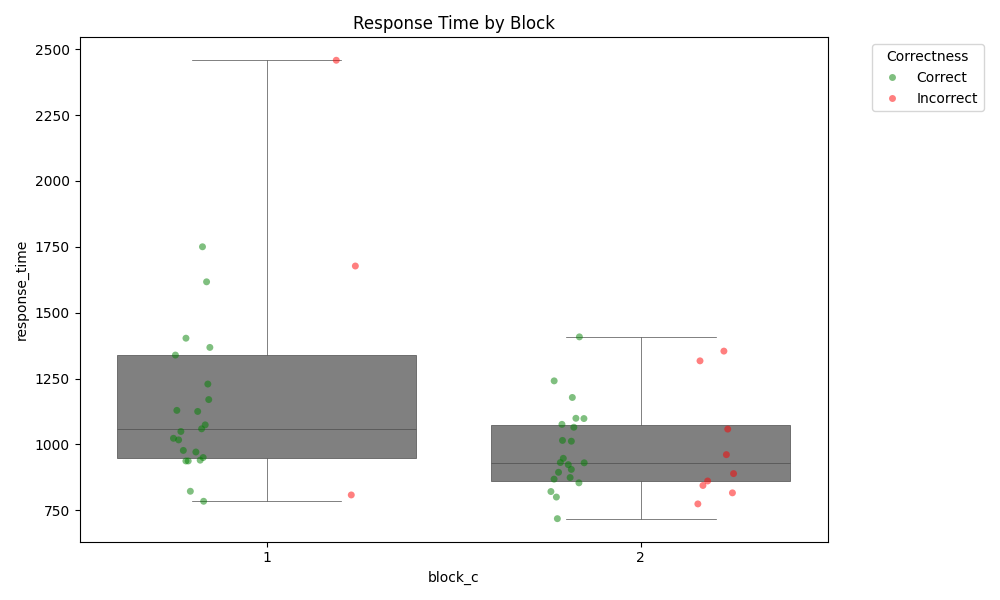 Response Time by Block
Correctness
Correct
Incorrect
response_time
2500
2250
2000
1750
1500
1250
1000
750
1
2
block_c